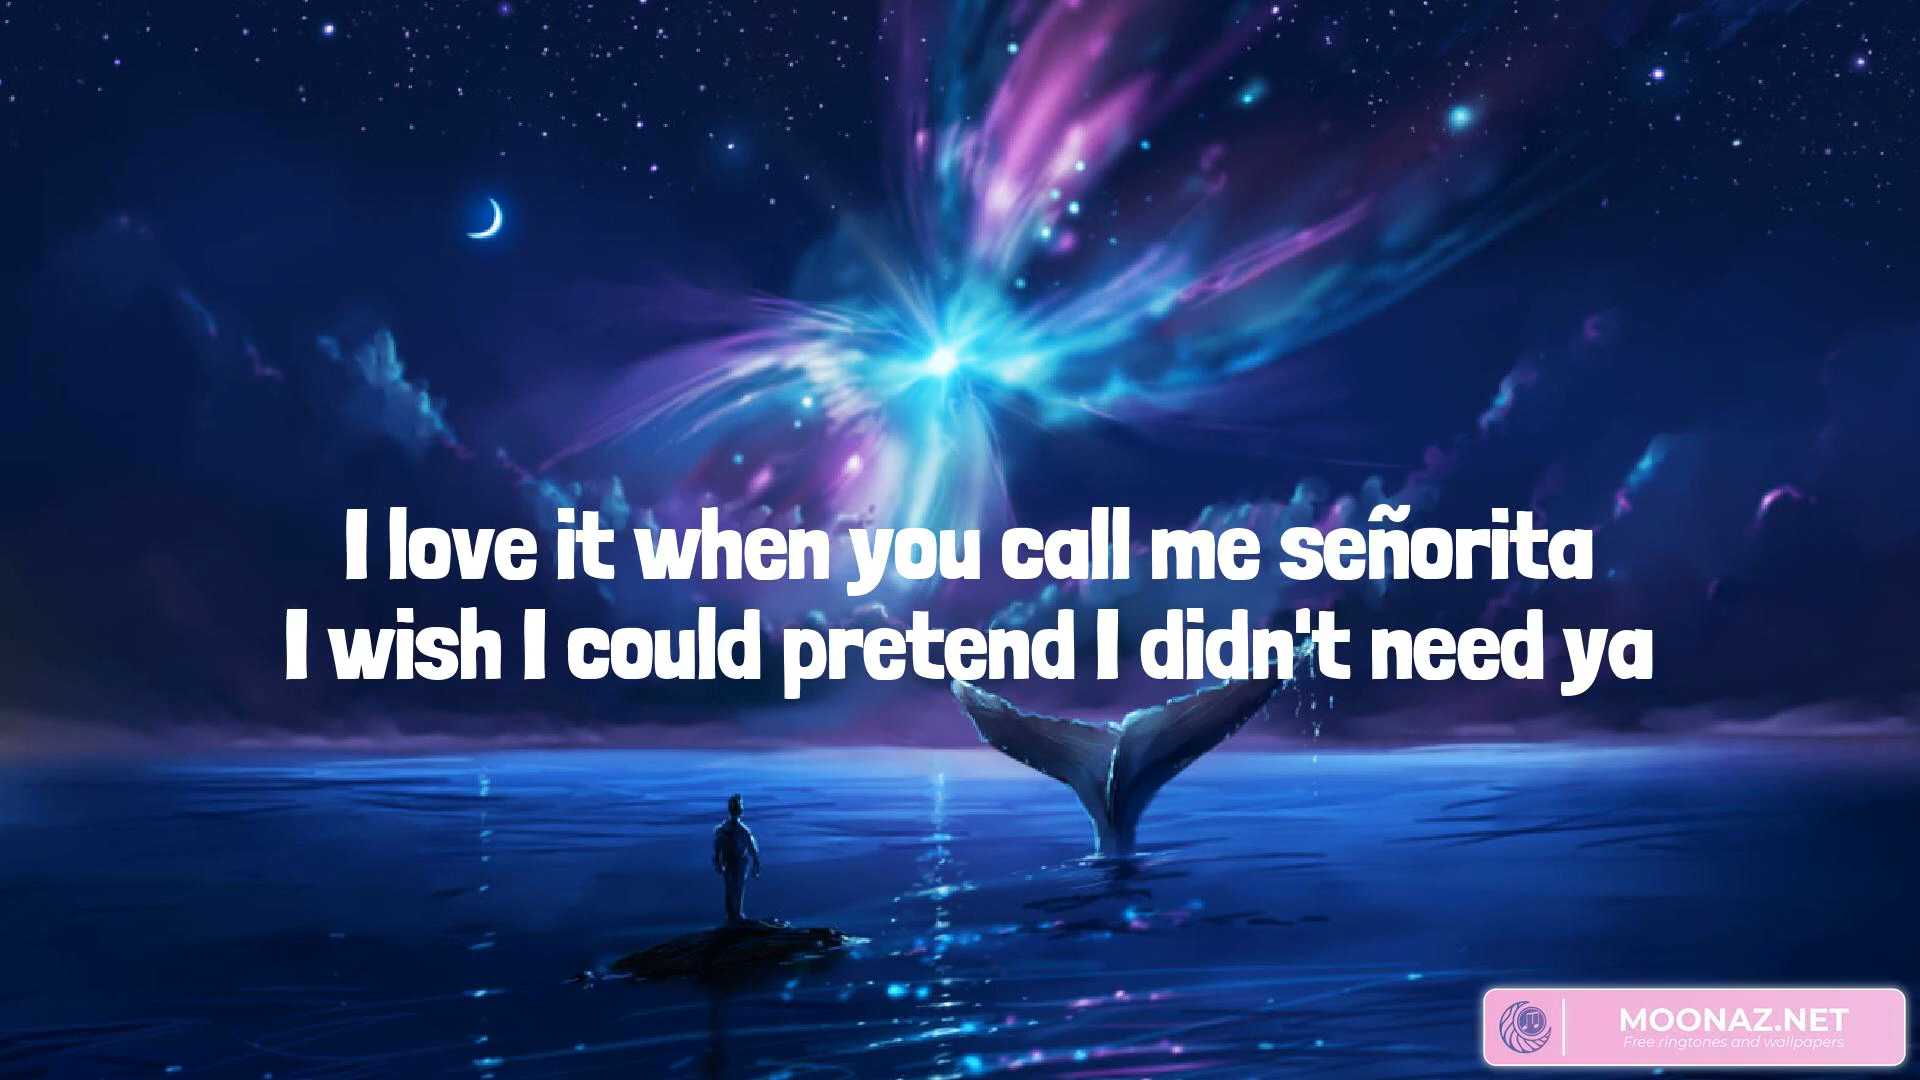 I love it when you call me señorita
I wish I could pretend I didn't need ya
MOONAZ.NET
Free ringtones and wallpapers